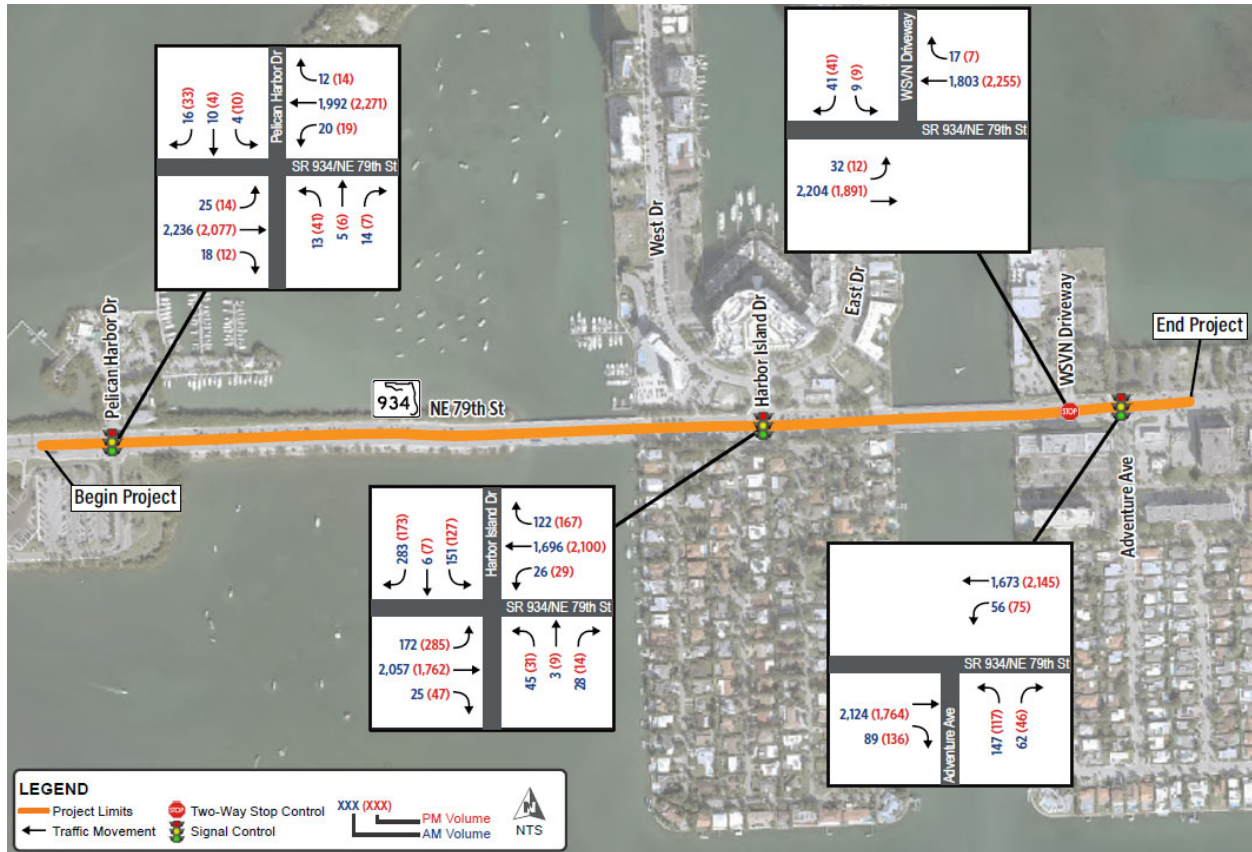 Pelican Harbor Dr
16 (33)
10 (4)
4 (10)
12 (14)
1,992 (2,271)
20 (19)
SR 934/NE 79th St
25 (14)
2,236 (2,077)
18 (12)
13 (41)
5 (6)
14 (7)
WSVN Driveway
41 (41)
9 (9)
17 (7)
1,803 (2,255)
SR 934/NE 79th St
32 (12)
2,204 (1,891)
West Dr
Harbor Island Dr
East Dr
WSVN Driveway
End Project
Pelican Harbor Dr
934
NE 79th St
STOP
Begin Project
Adventure Ave
Harbor Island Dr
283 (173)
6 (7)
151 (127)
122 (167)
1,696 (2,100)
26 (29)
SR 934/NE 79th St
172 (285)
2,057 (1,762)
25 (47)
45 (31)
3 (9)
28 (14)
1,673 (2,145)
56 (75)
SR 934/NE 79th St
2,124 (1,764)
89 (136)
Adventure Ave
147 (117)
62 (46)
LEGEND
Project Limits
Traffic Movement
STOP
Two-Way Stop Control
Signal Control
XXX (XXX)
PM Volume
AM Volume
N
NTS